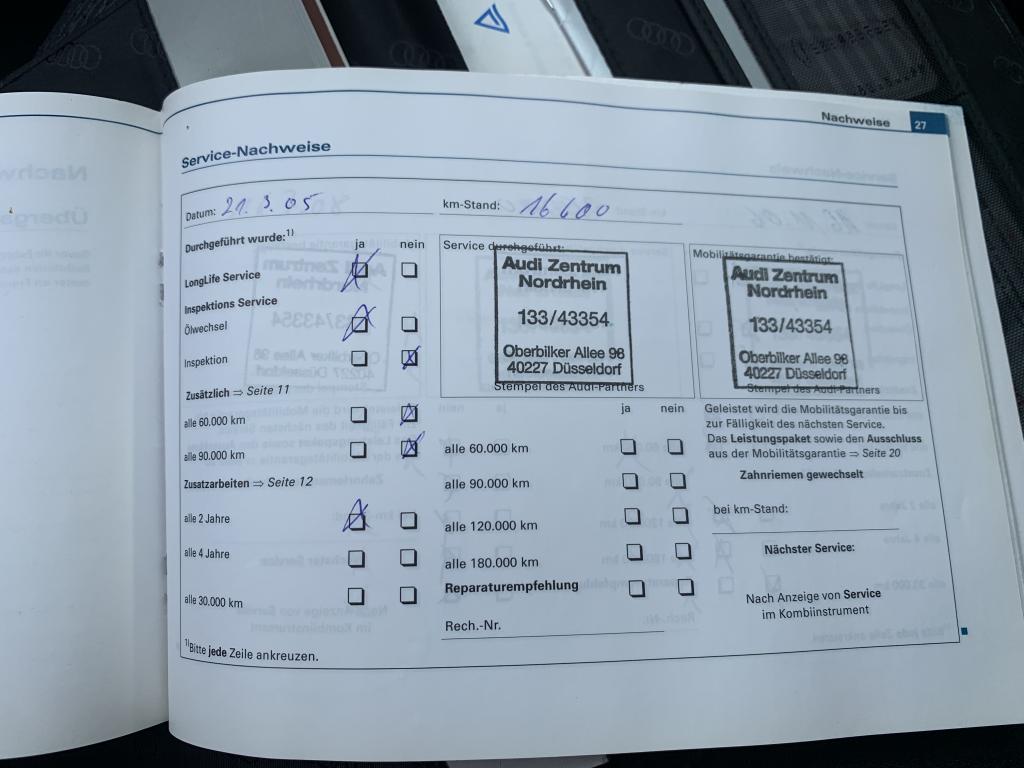 Nachweise 27
Service-Nachweise
Datum: 21. 3. 05
km-Stand: 16600
Durchgeführt wurde:1)
ja nein
LongLife Service
Inspektions Service
Ölwechsel
Inspektion
Zusätzlich ⇒ Seite 11
alle 60.000 km
alle 90.000 km
Zusatzarbeiten ⇒ Seite 12
alle 2 Jahre
alle 4 Jahre
alle 30.000 km
1)Bitte jede Zeile ankreuzen.
Service durchgeführt:
Audi Zentrum
Nordrhein
133/43354
Oberbilker Allee 98
40227 Düsseldorf
Stempel des Audi-Partners
ja nein
alle 60.000 km
alle 90.000 km
alle 120.000 km
alle 180.000 km
Reparaturempfehlung
Rech.-Nr.
Mobilitätsgarantie bestätigt:
Audi Zentrum
Nordrhein
133/43354
Oberbilker Allee 98
40227 Düsseldorf
Stempel des Audi-Partners
Geleistet wird die Mobilitätsgarantie bis
zur Fälligkeit des nächsten Service.
Das Leistungspaket sowie den Ausschluss
aus der Mobilitätsgarantie ⇒ Seite 20
Zahnriemen gewechselt
bei km-Stand:
Nächster Service:
Nach Anzeige von Service
im Kombiinstrument